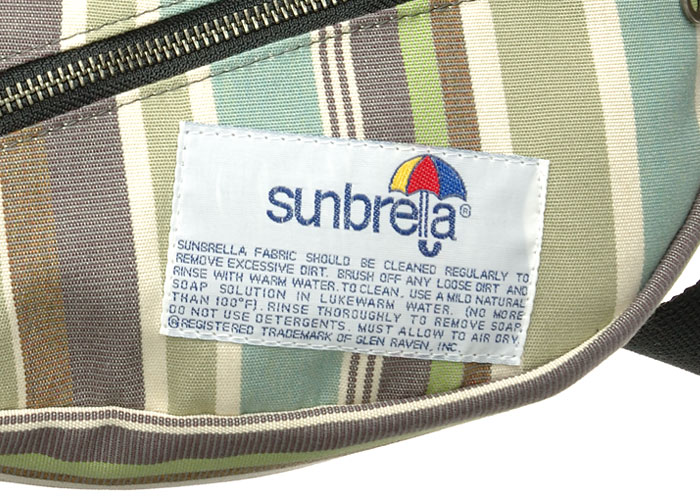 sunbrella®
SUNBRELLA FABRIC SHOULD BE CLEANED REGULARLY TO
REMOVE EXCESSIVE DIRT. BRUSH OFF ANY LOOSE DIRT AND
RINSE WITH WARM WATER. TO CLEAN, USE A MILD NATURAL
SOAP SOLUTION IN LUKEWARM WATER. (NO MORE
THAN 100°F). RINSE THOROUGHLY TO REMOVE SOAP.
DO NOT USE DETERGENTS. MUST ALLOW TO AIR DRY.
®REGISTERED TRADEMARK OF GLEN RAVEN, INC.